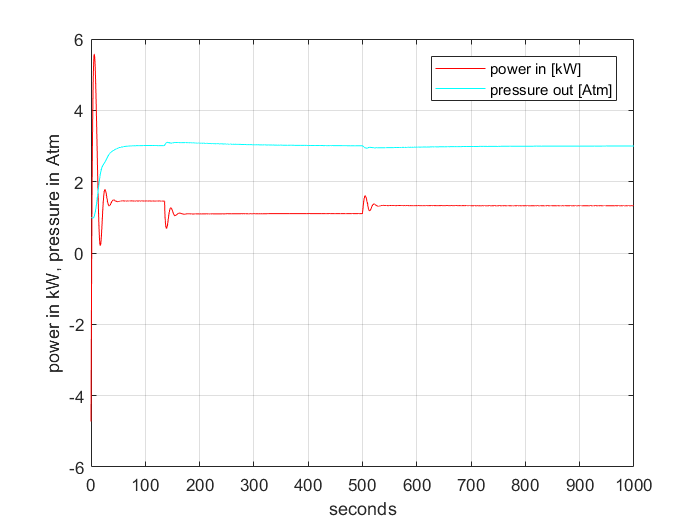 6
4
2
0
-2
-4
-6
power in kW, pressure in Atm
power in [kW]
pressure out [Atm]
0 100 200 300 400 500 600 700 800 900 1000
seconds